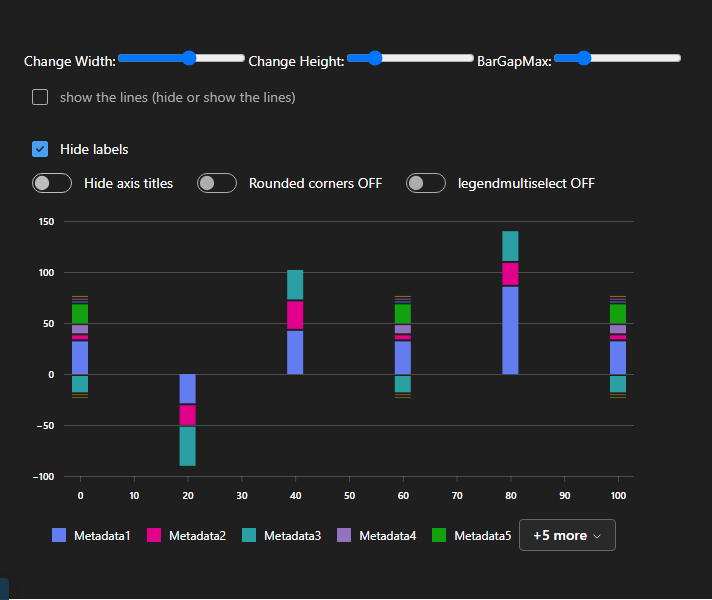 Change Width: Change Height: BarGapMax:
show the lines (hide or show the lines)
Hide labels
Hide axis titles Rounded corners OFF legendmultiselect OFF
150
100
50
0
−50
−100
0 10 20 30 40 50 60 70 80 90 100
Metadata1 Metadata2 Metadata3 Metadata4 Metadata5 +5 more